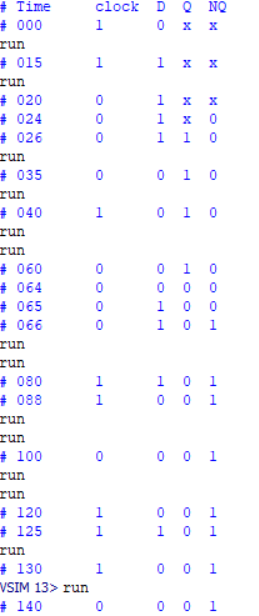 # Time clock D Q NQ
# 000 1 0 x x
run
# 015 1 1 x x
run
# 020 0 1 x x
# 024 0 1 x 0
# 026 0 1 1 0
run
# 035 0 0 1 0
run
# 040 1 0 1 0
run
run
# 060 0 0 1 0
# 064 0 0 0 0
# 065 0 1 0 0
# 066 0 1 0 1
run
run
# 080 1 1 0 1
# 088 1 0 0 1
run
run
# 100 0 0 0 1
run
run
# 120 1 0 0 1
# 125 1 1 0 1
run
# 130 1 0 0 1
VSIM 13> run
# 140 0 0 0 1